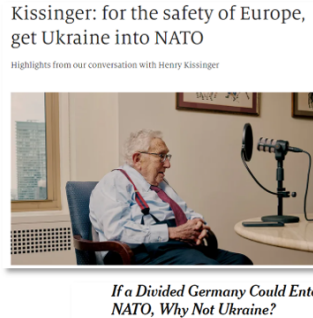 Kissinger: for the safety of Europe,
get Ukraine into NATO
Highlights from our conversation with Henry Kissinger
If a Divided Germany Could Ent
NATO, Why Not Ukraine?